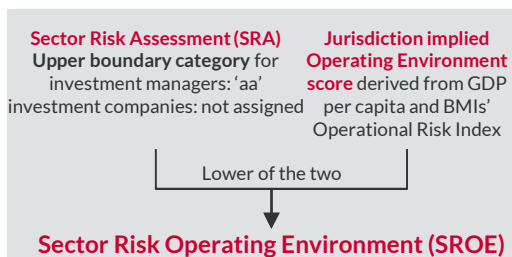 Sector Risk Assessment (SRA)
Upper boundary category for
investment managers: ‘aa’
investment companies: not assigned
Jurisdiction implied
Operating Environment
score derived from GDP
per capita and BMIs’
Operational Risk Index
Lower of the two
Sector Risk Operating Environment (SROE)